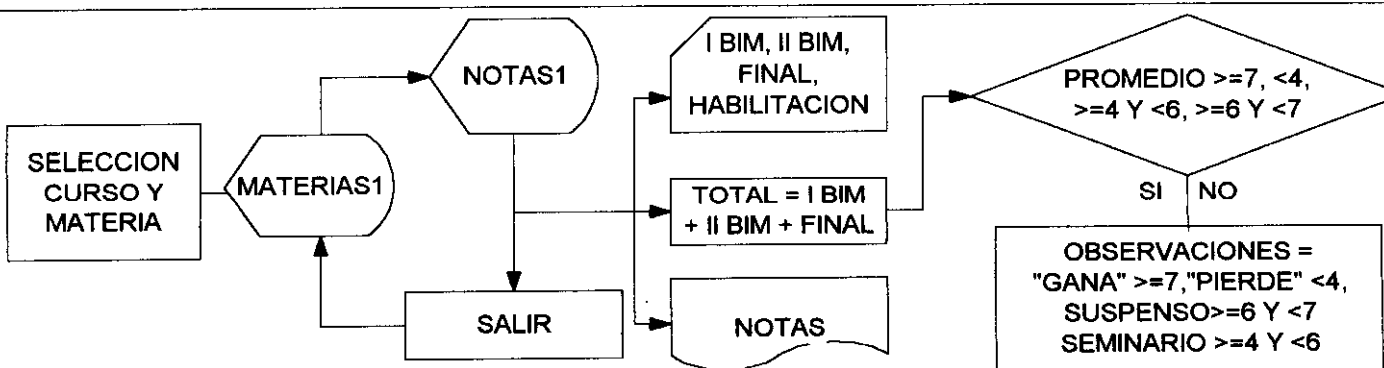 SELECCION
CURSO Y
MATERIA
MATERIAS1
NOTAS1
SALIR
I BIM, II BIM,
FINAL,
HABILITACION
TOTAL = I BIM
+ II BIM + FINAL
NOTAS
PROMEDIO >=7, <4,
>=4 Y <6, >=6 Y <7
SI NO
OBSERVACIONES =
"GANA" >=7,"PIERDE" <4,
SUSPENSO>=6 Y <7
SEMINARIO >=4 Y <6